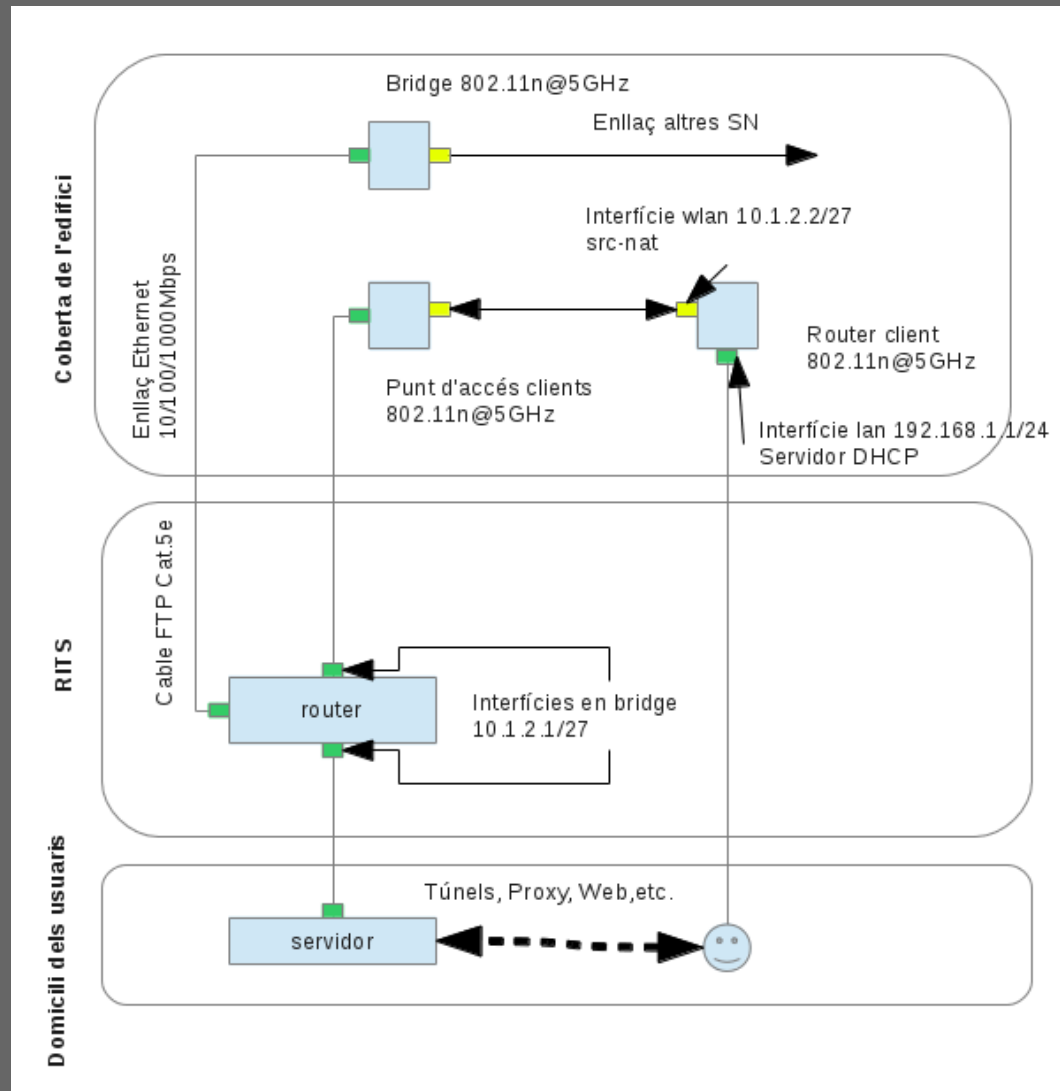 Coberta de l'edifici
Bridge 802.11n@5GHz
Enllaç altres SN
Enllaç Ethernet
10/100/1000Mbps
Interfície wlan 10.1.2.2/27
src-nat
Punt d'accés clients
802.11n@5GHz
Router client
802.11n@5GHz
Interfície lan 192.168.1.1/24
Servidor DHCP
RITS
Cable FTP Cat.5e
router
Interfícies en bridge
10.1.2.1/27
Domicili dels usuaris
Túnels, Proxy, Web,etc.
servidor